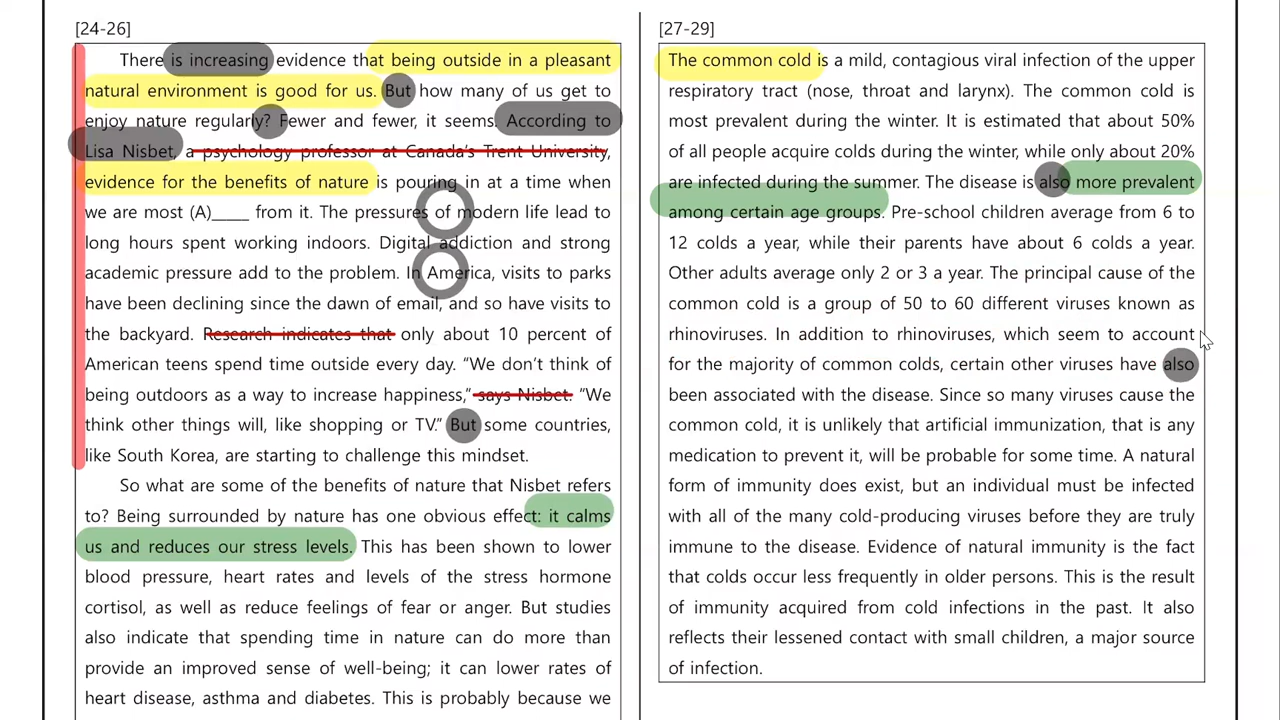 [24-26]
There is increasing evidence that being outside in a pleasant
natural environment is good for us. But how many of us get to
enjoy nature regularly? Fewer and fewer, it seems. According to
Lisa Nisbet, a psychology professor at Canada's Trent University,
evidence for the benefits of nature is pouring in at a time when
we are most (A)_____ from it. The pressures of modern life lead to
long hours spent working indoors. Digital addiction and strong
academic pressure add to the problem. In America, visits to parks
have been declining since the dawn of email, and so have visits to
the backyard. Research indicates that only about 10 percent of
American teens spend time outside every day. “We don't think of
being outdoors as a way to increase happiness,” says Nisbet. “We
think other things will, like shopping or TV.” But some countries,
like South Korea, are starting to challenge this mindset.
So what are some of the benefits of nature that Nisbet refers
to? Being surrounded by nature has one obvious effect: it calms
us and reduces our stress levels. This has been shown to lower
blood pressure, heart rates and levels of the stress hormone
cortisol, as well as reduce feelings of fear or anger. But studies
also indicate that spending time in nature can do more than
provide an improved sense of well-being; it can lower rates of
heart disease, asthma and diabetes. This is probably because we
[27-29]
The common cold is a mild, contagious viral infection of the upper
respiratory tract (nose, throat and larynx). The common cold is
most prevalent during the winter. It is estimated that about 50%
of all people acquire colds during the winter, while only about 20%
are infected during the summer. The disease is also more prevalent
among certain age groups. Pre-school children average from 6 to
12 colds a year, while their parents have about 6 colds a year.
Other adults average only 2 or 3 a year. The principal cause of the
common cold is a group of 50 to 60 different viruses known as
rhinoviruses. In addition to rhinoviruses, which seem to account
for the majority of common colds, certain other viruses have also
been associated with the disease. Since so many viruses cause the
common cold, it is unlikely that artificial immunization, that is any
medication to prevent it, will be probable for some time. A natural
form of immunity does exist, but an individual must be infected
with all of the many cold-producing viruses before they are truly
immune to the disease. Evidence of natural immunity is the fact
that colds occur less frequently in older persons. This is the result
of immunity acquired from cold infections in the past. It also
reflects their lessened contact with small children, a major source
of infection.